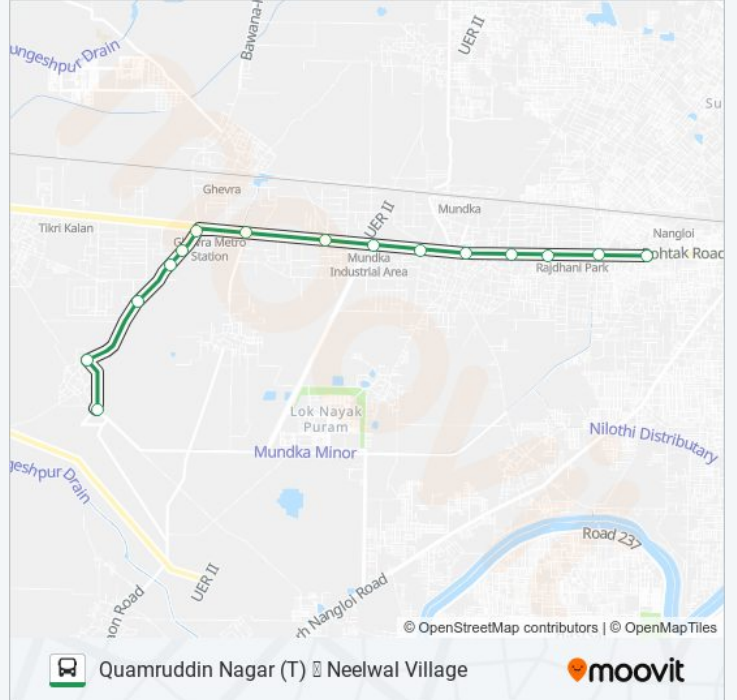 ungeshpur Drain
Bawana-
UER II
Su
Ghevra
UER II
Mundka
Tikri Kalan
Nangloi
Ghevra Metro
Station
ohtak Road
Mundka
Industrial Area
Rajdhani Park
Lok Nayak
Puram
Nilothi Distributary
Mundka Minor
geshpur Drain
Road 237
UER II
rh Nangloi Road
on Road
© OpenStreetMap contributors | © OpenMapTiles
Quamruddin Nagar (T) Neelwal Village
moovit